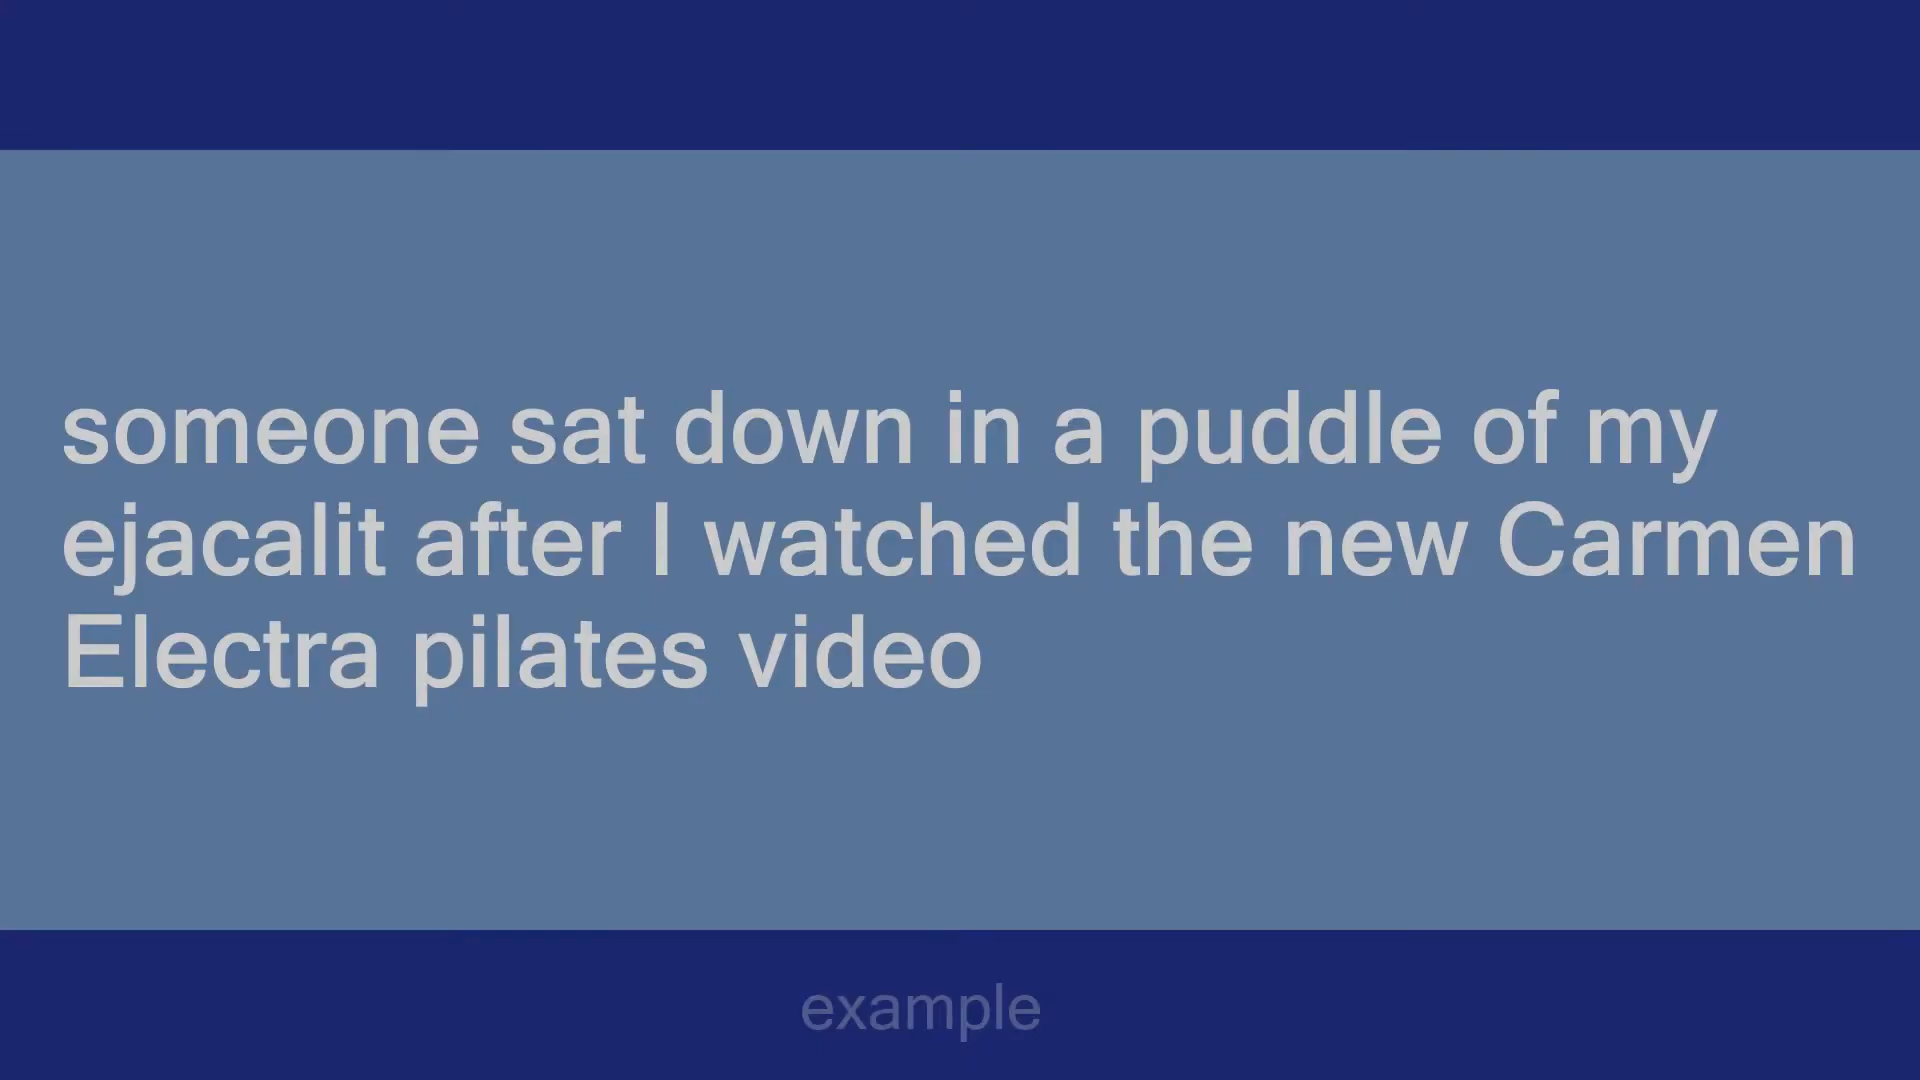 someone sat down in a puddle of my
ejacalit after I watched the new Carmen
Electra pilates video
example